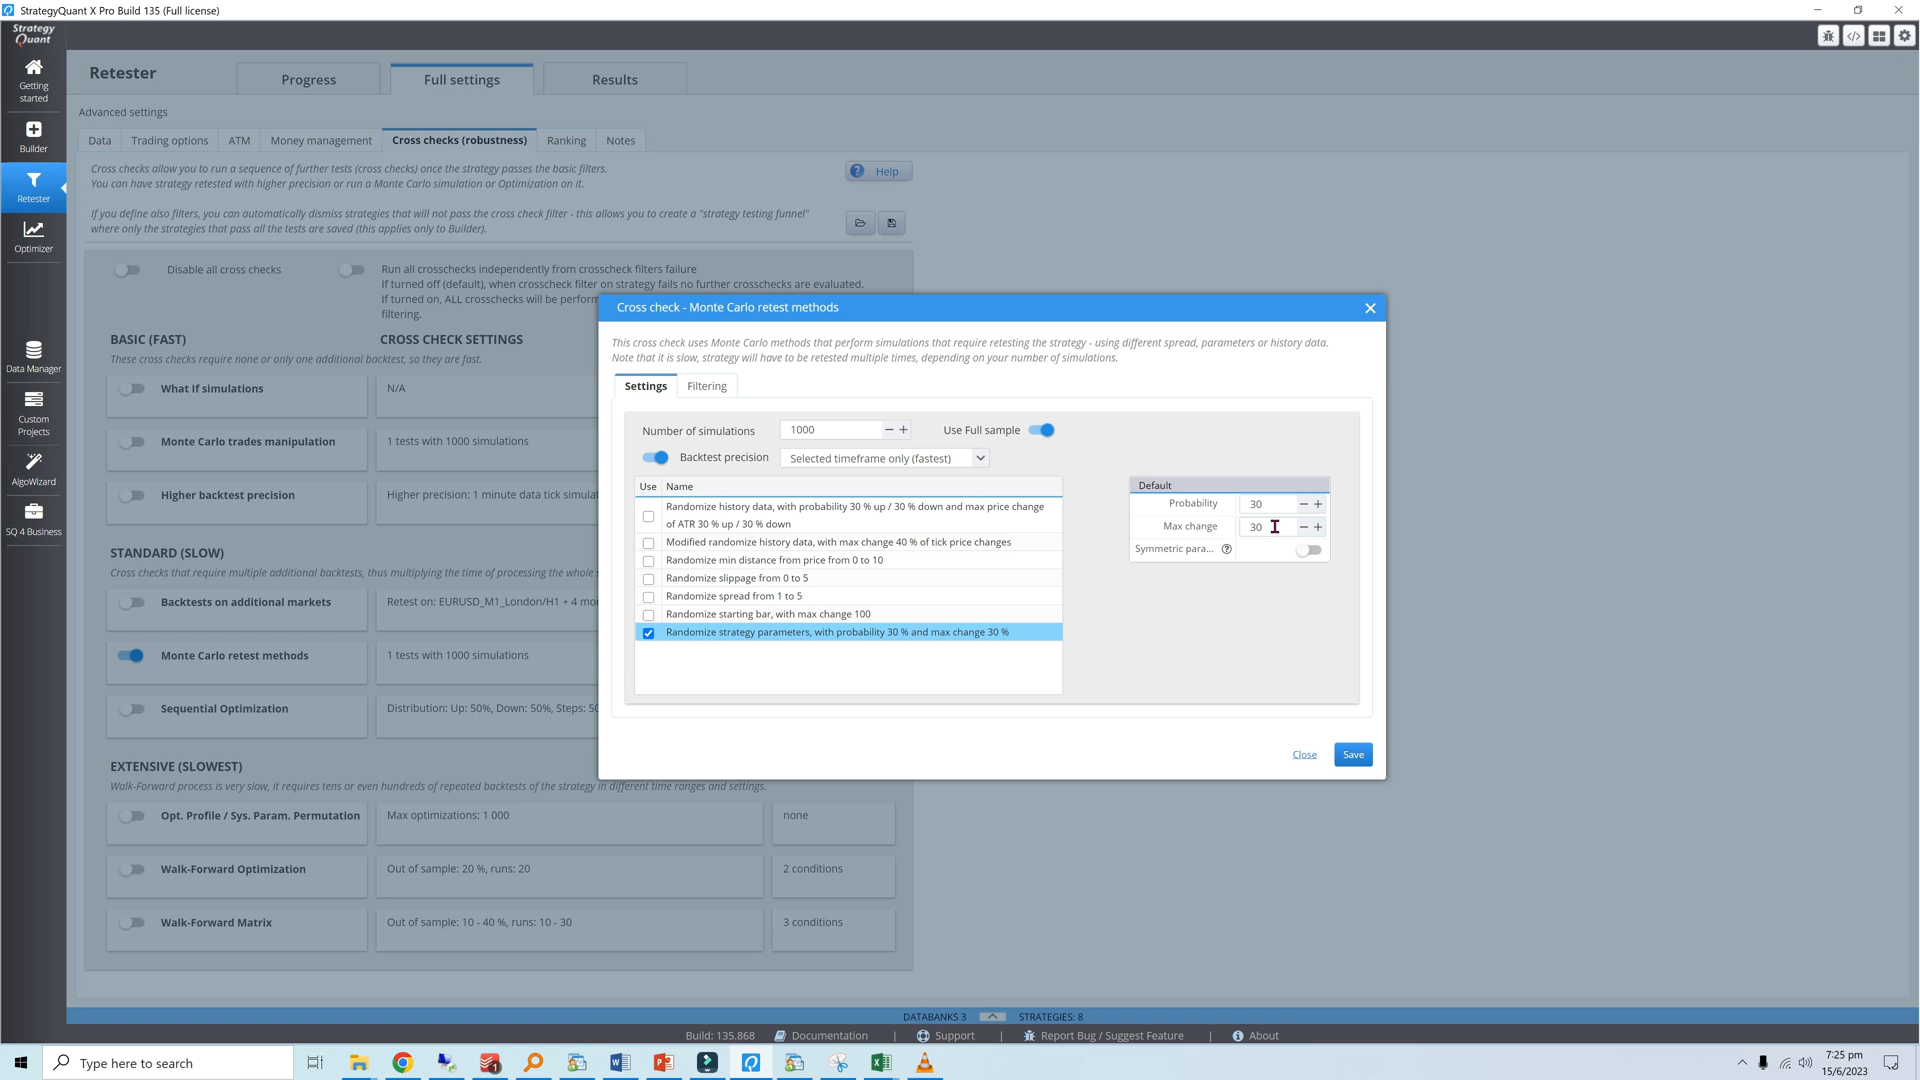 StrategyQuant X Pro Build 135 (Full license)
Strategy
Quant
Getting
started
Builder
Retester
Optimizer
Data Manager
Custom
Projects
AlgoWizard
SQ 4 Business
Retester
Progress
Full settings
Results
Advanced settings
Data
Trading options
ATM
Money management
Cross checks (robustness)
Ranking
Notes
Cross checks allow you to run a sequence of further tests (cross checks) once the strategy passes the basic filters.
You can have strategy retested with higher precision or run a Monte Carlo simulation or Optimization on it.
Help
If you define also filters, you can automatically dismiss strategies that will not pass the cross check filter - this allows you to create a "strategy testing funnel"
where only the strategies that pass all the tests are saved (this applies only to Builder).
Disable all cross checks
Run all crosschecks independently from crosscheck filters failure
If turned off (default), when crosscheck filter on strategy fails no further crosschecks are evaluated.
If turned on, ALL crosschecks will be perform
filtering.
BASIC (FAST)
CROSS CHECK SETTINGS
These cross checks require none or only one additional backtest, so they are fast.
What If simulations
N/A
Monte Carlo trades manipulation
1 tests with 1000 simulations
Higher backtest precision
Higher precision: 1 minute data tick simulat
STANDARD (SLOW)
Cross checks that require multiple additional backtests, thus multiplying the time of processing the whole s
Backtests on additional markets
Retest on: EURUSD_M1_London/H1 + 4 mo
Monte Carlo retest methods
1 tests with 1000 simulations
Sequential Optimization
Distribution: Up: 50%, Down: 50%, Steps: 50
EXTENSIVE (SLOWEST)
Walk-Forward process is very slow, it requires tens or even hundreds of repeated backtests of the strategy in different time ranges and settings.
Opt. Profile / Sys. Param. Permutation
Max optimizations: 1 000
none
Walk-Forward Optimization
Out of sample: 20 %, runs: 20
2 conditions
Walk-Forward Matrix
Out of sample: 10 - 40 %, runs: 10 - 30
3 conditions
Cross check - Monte Carlo retest methods
This cross check uses Monte Carlo methods that perform simulations that require retesting the strategy - using different spread, parameters or history data.
Note that it is slow, strategy will have to be retested multiple times, depending on your number of simulations.
Settings
Filtering
Number of simulations
1000
Use Full sample
Backtest precision
Selected timeframe only (fastest)
Use
Name
Randomize history data, with probability 30 % up / 30 % down and max price change
of ATR 30 % up / 30 % down
Modified randomize history data, with max change 40 % of tick price changes
Randomize min distance from price from 0 to 10
Randomize slippage from 0 to 5
Randomize spread from 1 to 5
Randomize starting bar, with max change 100
Randomize strategy parameters, with probability 30 % and max change 30 %
Default
Probability
30
Max change
30
Symmetric para...
Close
Save
DATABANKS 3
STRATEGIES: 8
Build: 135.868
Documentation
|
Support
|
Report Bug / Suggest Feature
|
About
Type here to search
7:25 pm
15/6/2023